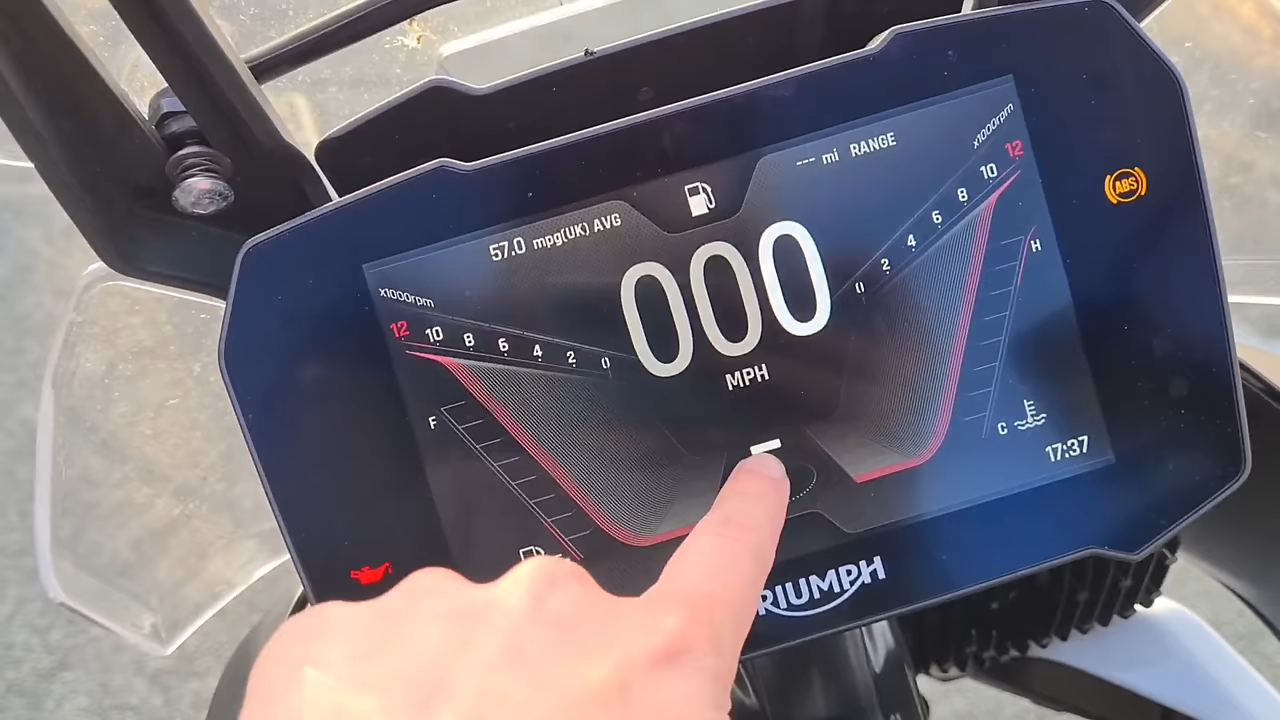 --- mi RANGE
57.0 mpg(UK) AVG
x1000rpm
12 10 8 6 4 2 0
000
MPH
x1000rpm
0 2 4 6 8 10 12
ABS
F
H
C
17:37
TRIUMPH